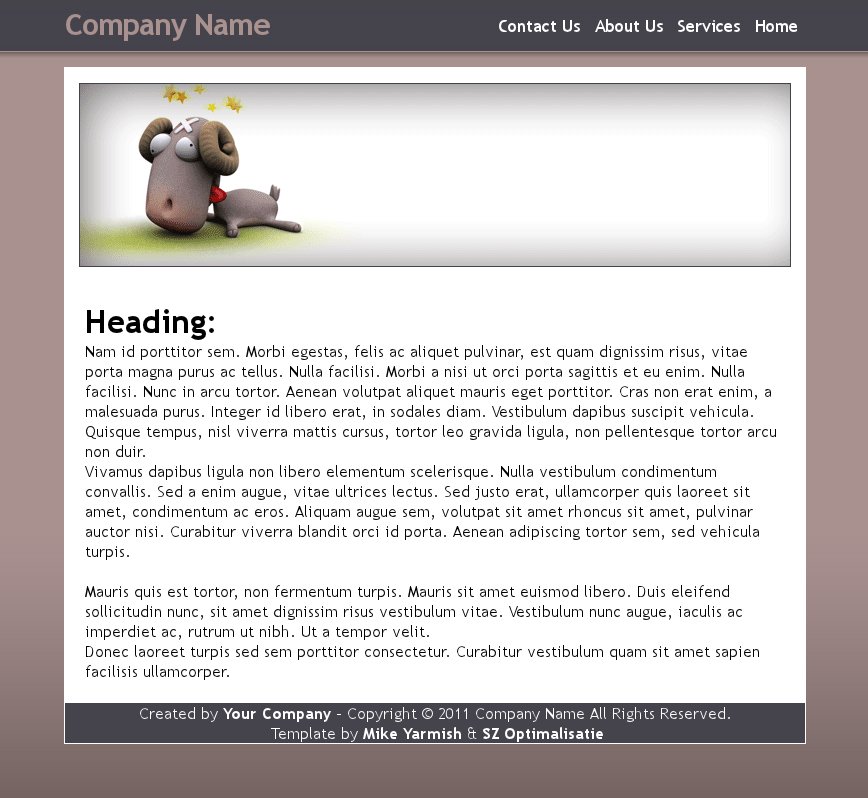 Company Name
Contact Us About Us Services Home
Heading:
Nam id porttitor sem. Morbi egestas, felis ac aliquet pulvinar, est quam dignissim risus, vitae
porta magna purus ac tellus. Nulla facilisi. Morbi a nisi ut orci porta sagittis et eu enim. Nulla
facilisi. Nunc in arcu tortor. Aenean volutpat aliquet mauris eget porttitor. Cras non erat enim, a
malesuada purus. Integer id libero erat, in sodales diam. Vestibulum dapibus suscipit vehicula.
Quisque tempus, nisl viverra mattis cursus, tortor leo gravida ligula, non pellentesque tortor arcu
non duir.
Vivamus dapibus ligula non libero elementum scelerisque. Nulla vestibulum condimentum
convallis. Sed a enim augue, vitae ultrices lectus. Sed justo erat, ullamcorper quis laoreet sit
amet, condimentum ac eros. Aliquam augue sem, volutpat sit amet rhoncus sit amet, pulvinar
auctor nisi. Curabitur viverra blandit orci id porta. Aenean adipiscing tortor sem, sed vehicula
turpis.
Mauris quis est tortor, non fermentum turpis. Mauris sit amet euismod libero. Duis eleifend
sollicitudin nunc, sit amet dignissim risus vestibulum vitae. Vestibulum nunc augue, iaculis ac
imperdiet ac, rutrum ut nibh. Ut a tempor velit.
Donec laoreet turpis sed sem porttitor consectetur. Curabitur vestibulum quam sit amet sapien
facilisis ullamcorper.
Created by Your Company - Copyright © 2011 Company Name All Rights Reserved.
Template by Mike Yarmish & SZ Optimalisatie